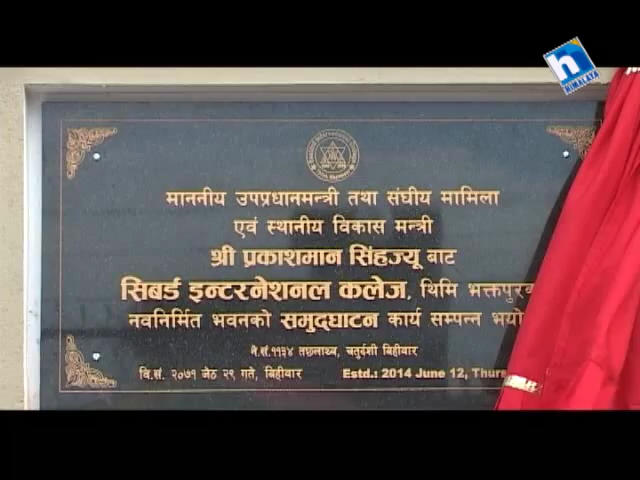 माननीय उपप्रधानमन्त्री तथा संघीय मामिला
एवं स्थानीय विकास मन्त्री
श्री प्रकाशमान सिंहज्यू बाट
सिबर्ड इन्टरनेशनल कलेज, थिमि भक्तपुर
नवनिर्मित भवनको समुद्घाटन कार्य सम्पन्न भयो
ने.सं. ११३४ तछलाथ्व, चतुर्दशी बिहीवार
वि.सं. २०७१ जेठ २९ गते, बिहीवार Estd.: 2014 June 12, Thurs
h
HIMALAYA